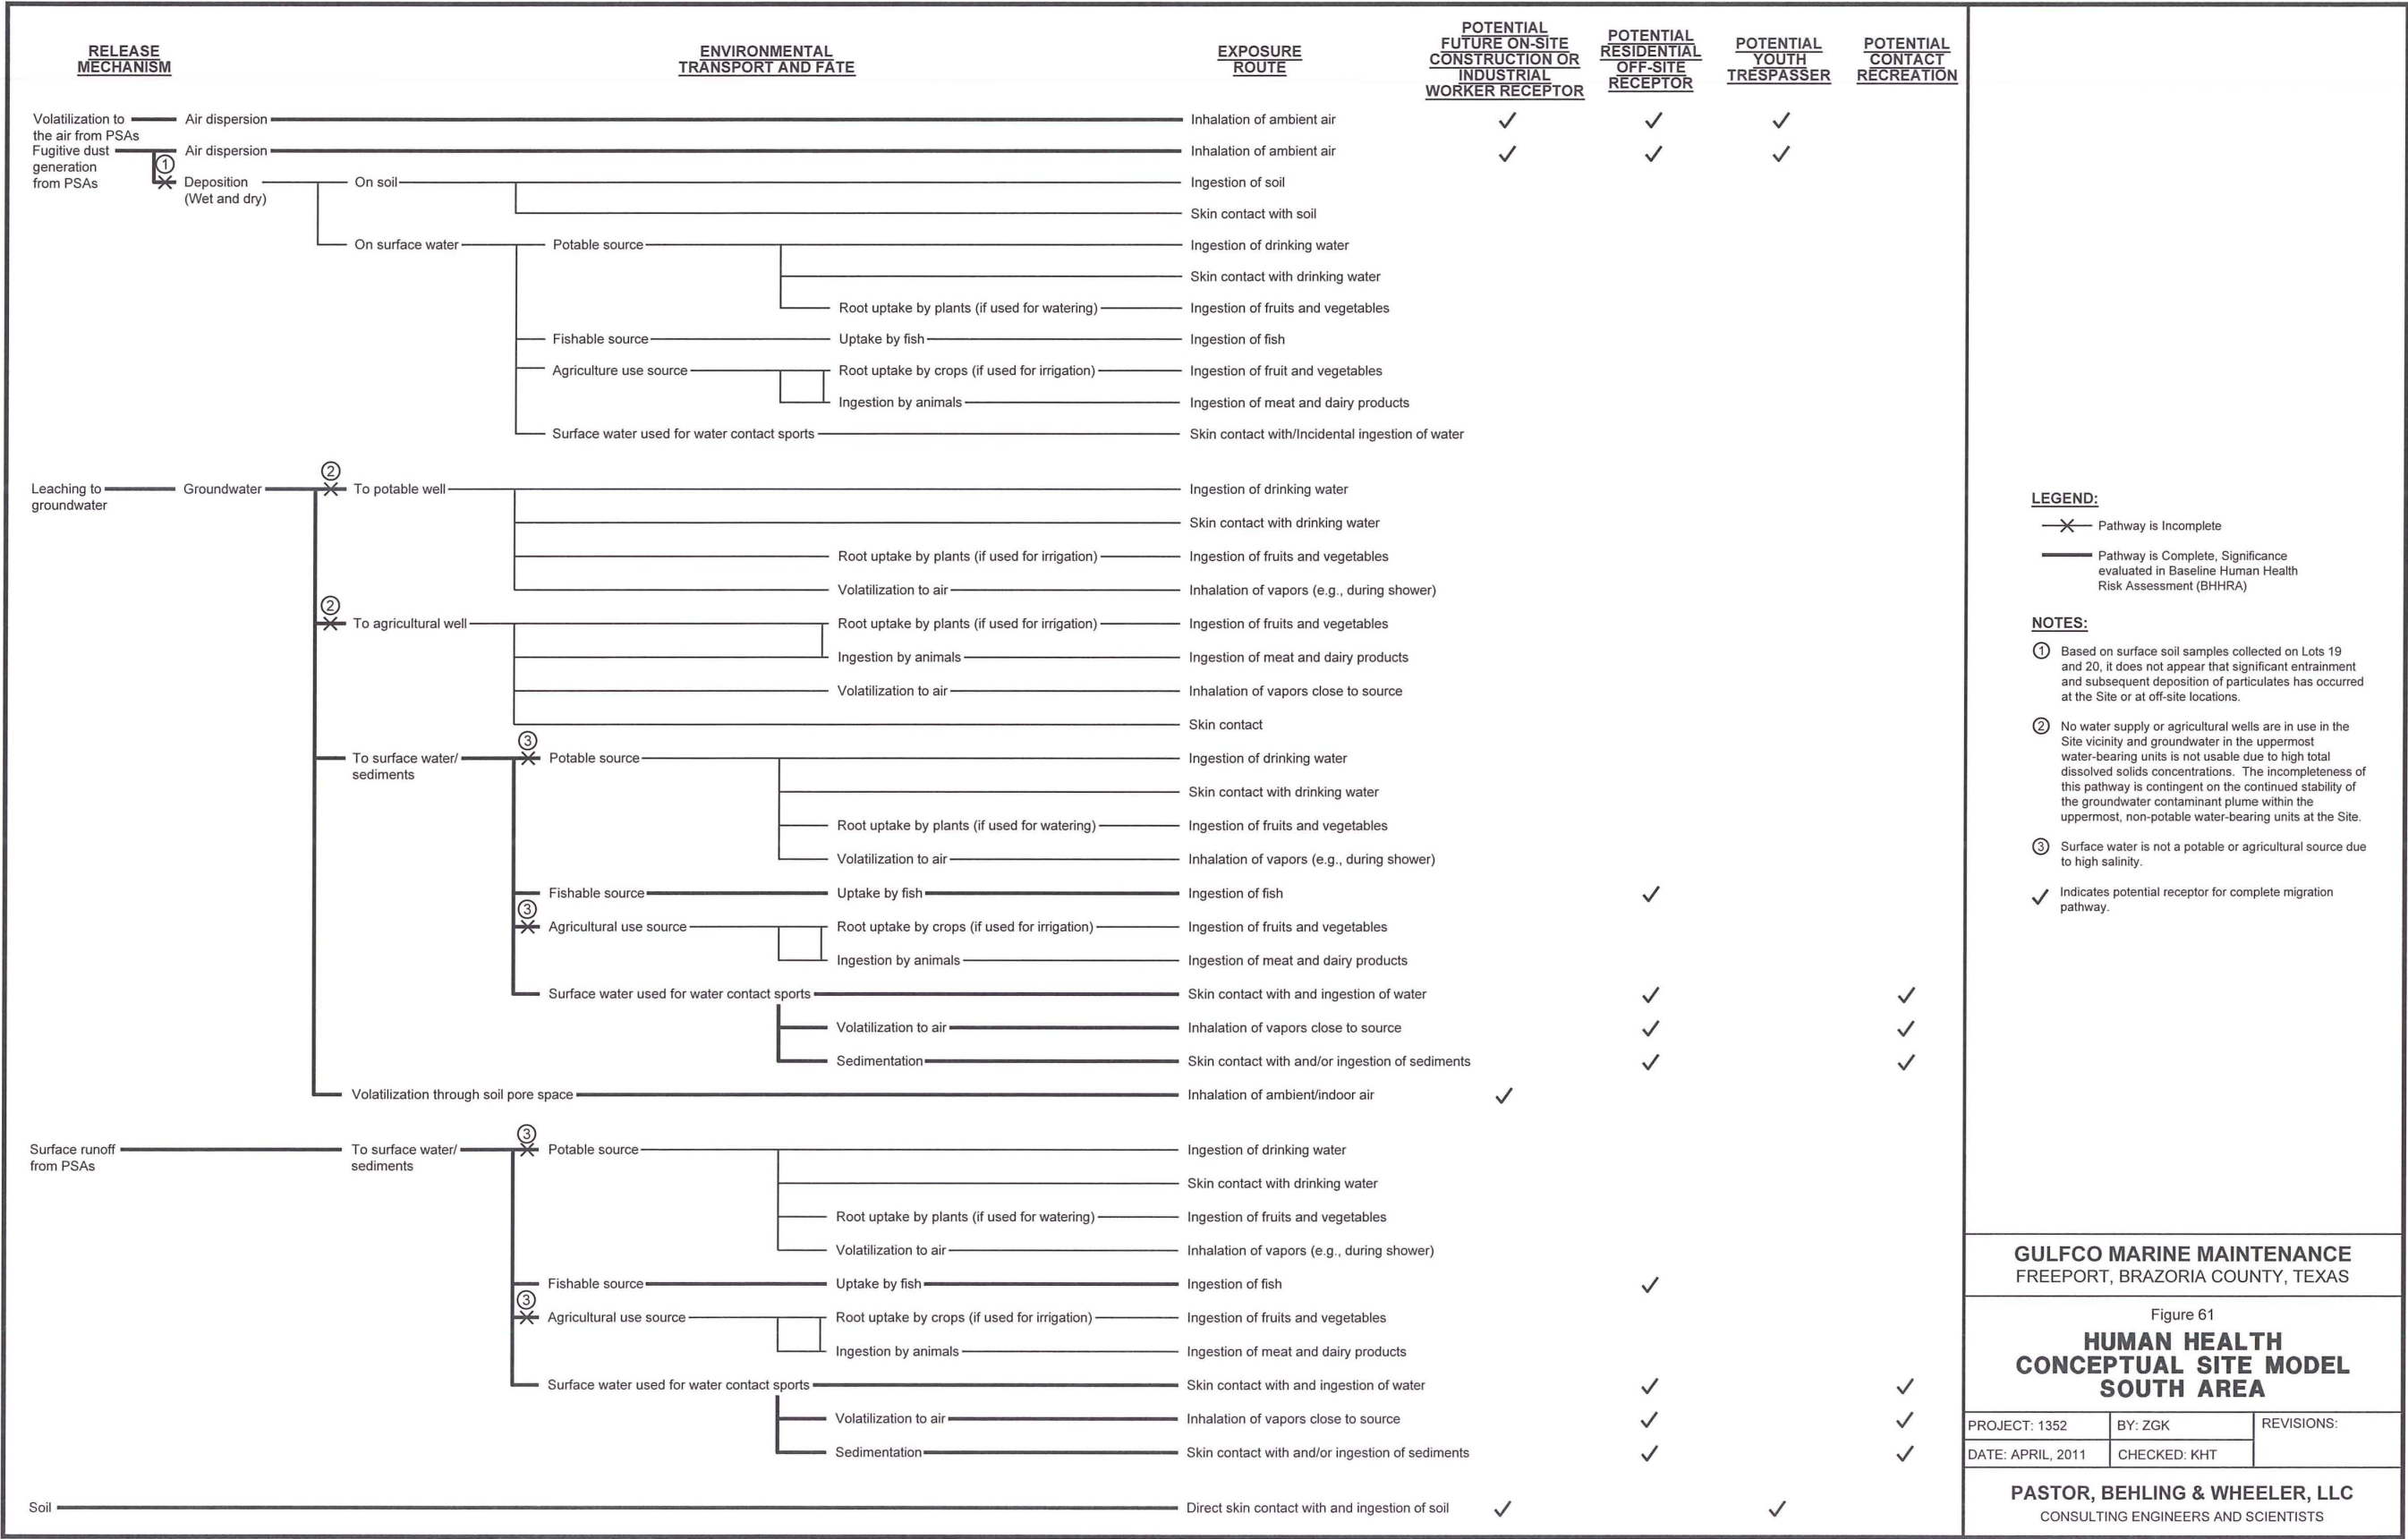 RELEASE
MECHANISM
ENVIRONMENTAL
TRANSPORT AND FATE
EXPOSURE
ROUTE
POTENTIAL
FUTURE ON-SITE
CONSTRUCTION OR
INDUSTRIAL
WORKER RECEPTOR
POTENTIAL
RESIDENTIAL
OFF-SITE
RECEPTOR
POTENTIAL
YOUTH
TRESPASSER
POTENTIAL
CONTACT
RECREATION
Volatilization to
the air from PSAs
Air dispersion
Inhalation of ambient air
✓ ✓ ✓
Fugitive dust
generation
from PSAs
Air dispersion
Inhalation of ambient air
✓ ✓ ✓
①
Deposition
(Wet and dry)
On soil
Ingestion of soil
Skin contact with soil
On surface water
Potable source
Ingestion of drinking water
Skin contact with drinking water
Root uptake by plants (if used for watering)
Ingestion of fruits and vegetables
Fishable source
Uptake by fish
Ingestion of fish
Agriculture use source
Root uptake by crops (if used for irrigation)
Ingestion of fruit and vegetables
Ingestion by animals
Ingestion of meat and dairy products
Surface water used for water contact sports
Skin contact with/Incidental ingestion of water
Leaching to
groundwater
Groundwater
②
To potable well
Ingestion of drinking water
Skin contact with drinking water
Root uptake by plants (if used for irrigation)
Ingestion of fruits and vegetables
Volatilization to air
Inhalation of vapors (e.g., during shower)
②
To agricultural well
Root uptake by plants (if used for irrigation)
Ingestion of fruits and vegetables
Ingestion by animals
Ingestion of meat and dairy products
Volatilization to air
Inhalation of vapors close to source
Skin contact
To surface water/
sediments
③
Potable source
Ingestion of drinking water
Skin contact with drinking water
Root uptake by plants (if used for watering)
Ingestion of fruits and vegetables
Volatilization to air
Inhalation of vapors (e.g., during shower)
Fishable source
Uptake by fish
Ingestion of fish
✓
③
Agricultural use source
Root uptake by crops (if used for irrigation)
Ingestion of fruits and vegetables
Ingestion by animals
Ingestion of meat and dairy products
Surface water used for water contact sports
Skin contact with and ingestion of water
✓ ✓
Volatilization to air
Inhalation of vapors close to source
✓ ✓
Sedimentation
Skin contact with and/or ingestion of sediments
✓ ✓
Volatilization through soil pore space
Inhalation of ambient/indoor air
✓
Surface runoff
from PSAs
To surface water/
sediments
③
Potable source
Ingestion of drinking water
Skin contact with drinking water
Root uptake by plants (if used for watering)
Ingestion of fruits and vegetables
Volatilization to air
Inhalation of vapors (e.g., during shower)
Fishable source
Uptake by fish
Ingestion of fish
✓
③
Agricultural use source
Root uptake by crops (if used for irrigation)
Ingestion of fruits and vegetables
Ingestion by animals
Ingestion of meat and dairy products
Surface water used for water contact sports
Skin contact with and ingestion of water
✓ ✓
Volatilization to air
Inhalation of vapors close to source
✓ ✓
Sedimentation
Skin contact with and/or ingestion of sediments
✓ ✓
Soil
Direct skin contact with and ingestion of soil
✓ ✓
LEGEND:
Pathway is Incomplete
Pathway is Complete, Significance
evaluated in Baseline Human Health
Risk Assessment (BHHRA)
NOTES:
① Based on surface soil samples collected on Lots 19
and 20, it does not appear that significant entrainment
and subsequent deposition of particulates has occurred
at the Site or at off-site locations.
② No water supply or agricultural wells are in use in the
Site vicinity and groundwater in the uppermost
water-bearing units is not usable due to high total
dissolved solids concentrations. The incompleteness of
this pathway is contingent on the continued stability of
the groundwater contaminant plume within the
uppermost, non-potable water-bearing units at the Site.
③ Surface water is not a potable or agricultural source due
to high salinity.
✓ Indicates potential receptor for complete migration
pathway.
GULFCO MARINE MAINTENANCE
FREEPORT, BRAZORIA COUNTY, TEXAS
Figure 61
HUMAN HEALTH
CONCEPTUAL SITE MODEL
SOUTH AREA
PROJECT: 1352
BY: ZGK
REVISIONS:
DATE: APRIL, 2011
CHECKED: KHT
PASTOR, BEHLING & WHEELER, LLC
CONSULTING ENGINEERS AND SCIENTISTS